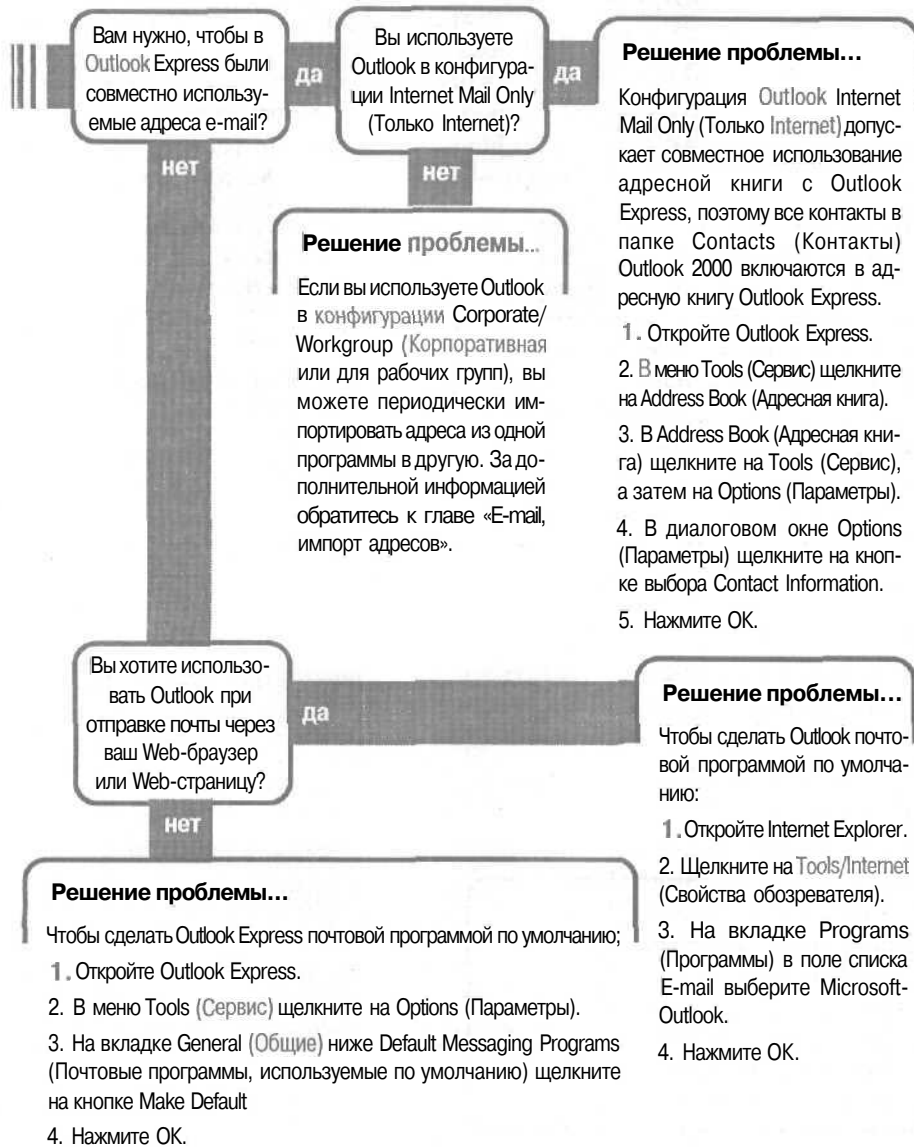 Вам нужно, чтобы в
Outlook Express были
совместно использу-
емые адреса e-mail?
да
Вы используете
Outlook в конфигура-
ции Internet Mail Only
(Только Internet)?
да
Решение проблемы...
Конфигурация Outlook Internet
Mail Only (Только Internet) допус-
кает совместное использование
адресной книги с Outlook
Express, поэтому все контакты в
папке Contacts (Контакты)
Outlook 2000 включаются в ад-
ресную книгу Outlook Express.
1. Откройте Outlook Express.
2. В меню Tools (Сервис) щелкните
на Address Book (Адресная книга).
3. В Address Book (Адресная кни-
га) щелкните на Tools (Сервис),
а затем на Options (Параметры).
4. В диалоговом окне Options
(Параметры) щелкните на кноп-
ке выбора Contact Information.
5. Нажмите OK.
нет
нет
Решение проблемы...
Если вы используете Outlook
в конфигурации Corporate/
Workgroup (Корпоративная
или для рабочих групп), вы
можете периодически им-
портировать адреса из одной
программы в другую. За до-
полнительной информацией
обратитесь к главе «E-mail,
импорт адресов».
Вы хотите использо-
вать Outlook при
отправке почты через
ваш Web-браузер
или Web-страницу?
да
Решение проблемы...
Чтобы сделать Outlook почто-
вой программой по умолча-
нию:
1. Откройте Internet Explorer.
2. Щелкните на Tools/Internet
(Свойства обозревателя).
3. На вкладке Programs
(Программы) в поле списка
E-mail выберите Microsoft-
Outlook.
4. Нажмите OK.
нет
Решение проблемы...
Чтобы сделать Outlook Express почтовой программой по умолчанию;
1. Откройте Outlook Express.
2. В меню Tools (Сервис) щелкните на Options (Параметры).
3. На вкладке General (Общие) ниже Default Messaging Programs
(Почтовые программы, используемые по умолчанию) щелкните
на кнопке Make Default
4. Нажмите OK.